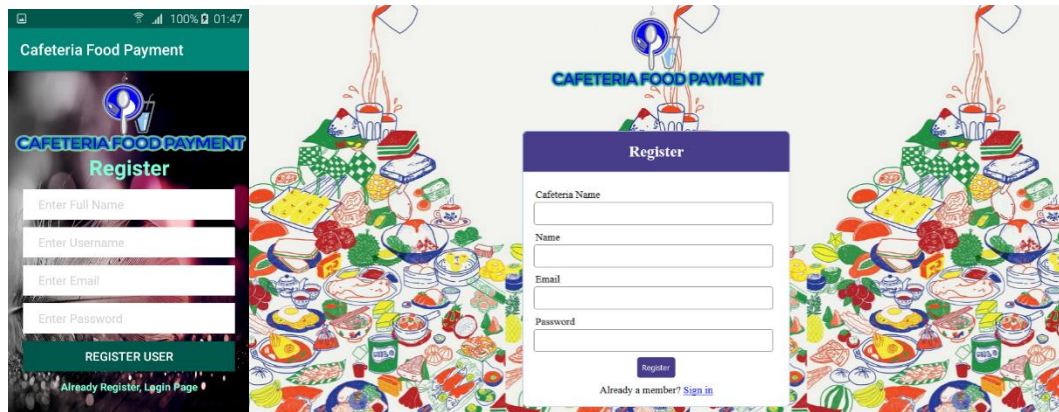 100% 01:47
Cafeteria Food Payment
CAFETERIA FOOD PAYMENT
Register
Enter Full Name
Enter Username
Enter Email
Enter Password
REGISTER USER
Already Register, Login Page
CAFETERIA FOOD PAYMENT
Register
Cafeteria Name
Name
Email
Password
Register
Already a member? Sign in